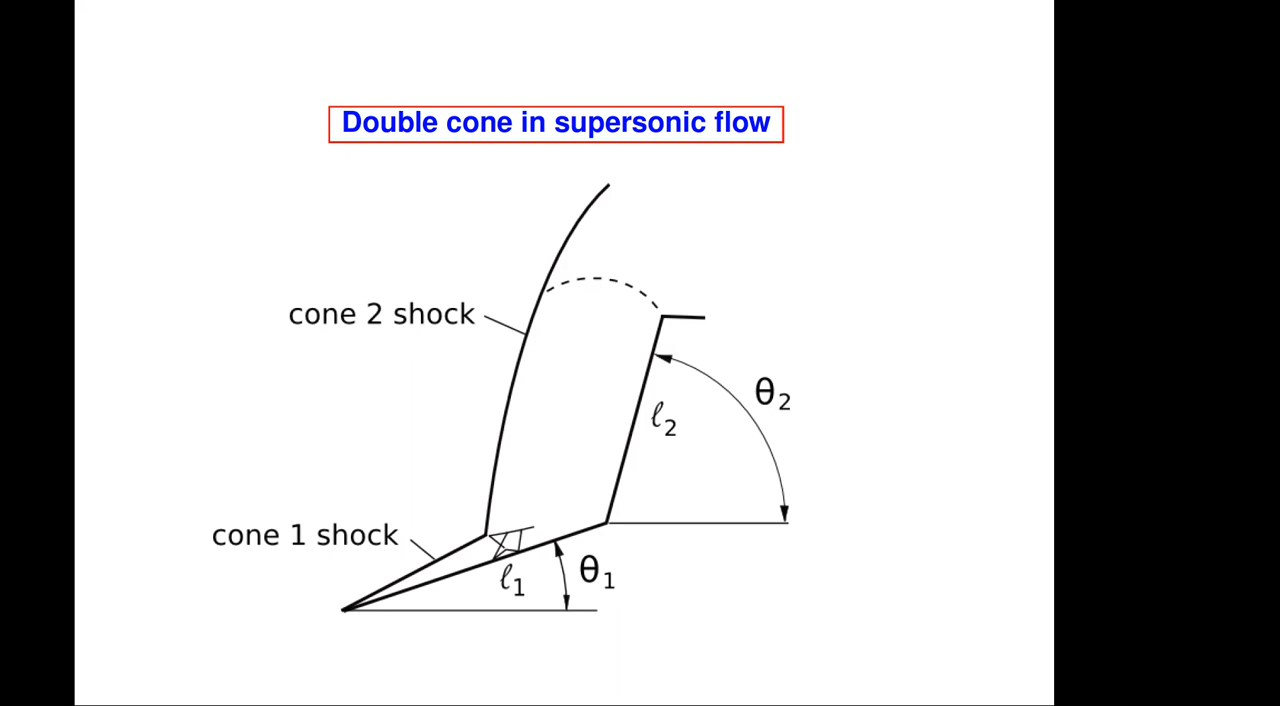 Double cone in supersonic flow
cone 2 shock
θ₂
ℓ₂
cone 1 shock
θ₁
ℓ₁